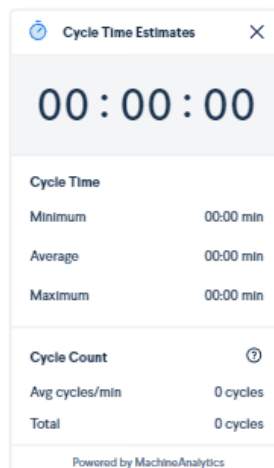 Cycle Time Estimates
00 : 00 : 00
Cycle Time
Minimum 00:00 min
Average 00:00 min
Maximum 00:00 min
Cycle Count
Avg cycles/min 0 cycles
Total 0 cycles
Powered by MachineAnalytics